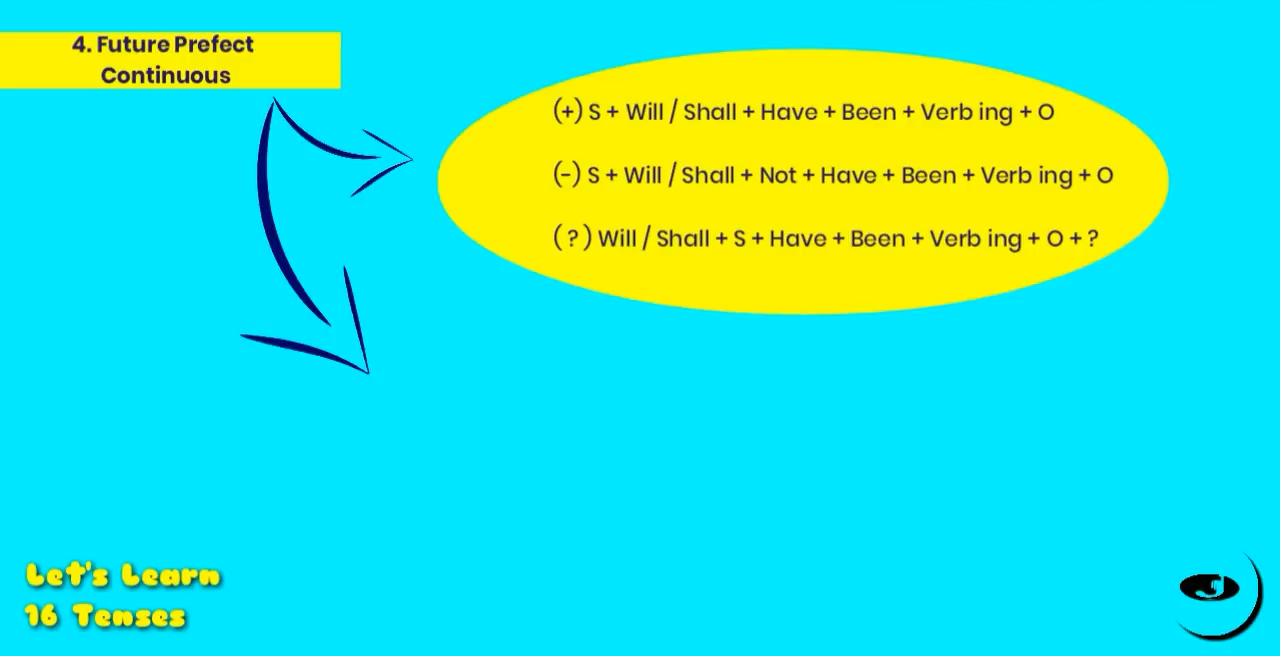 4. Future Prefect
Continuous
(+) S + Will / Shall + Have + Been + Verb ing + O
(-) S + Will / Shall + Not + Have + Been + Verb ing + O
( ? ) Will / Shall + S + Have + Been + Verb ing + O + ?
Let's Learn
16 Tenses
J